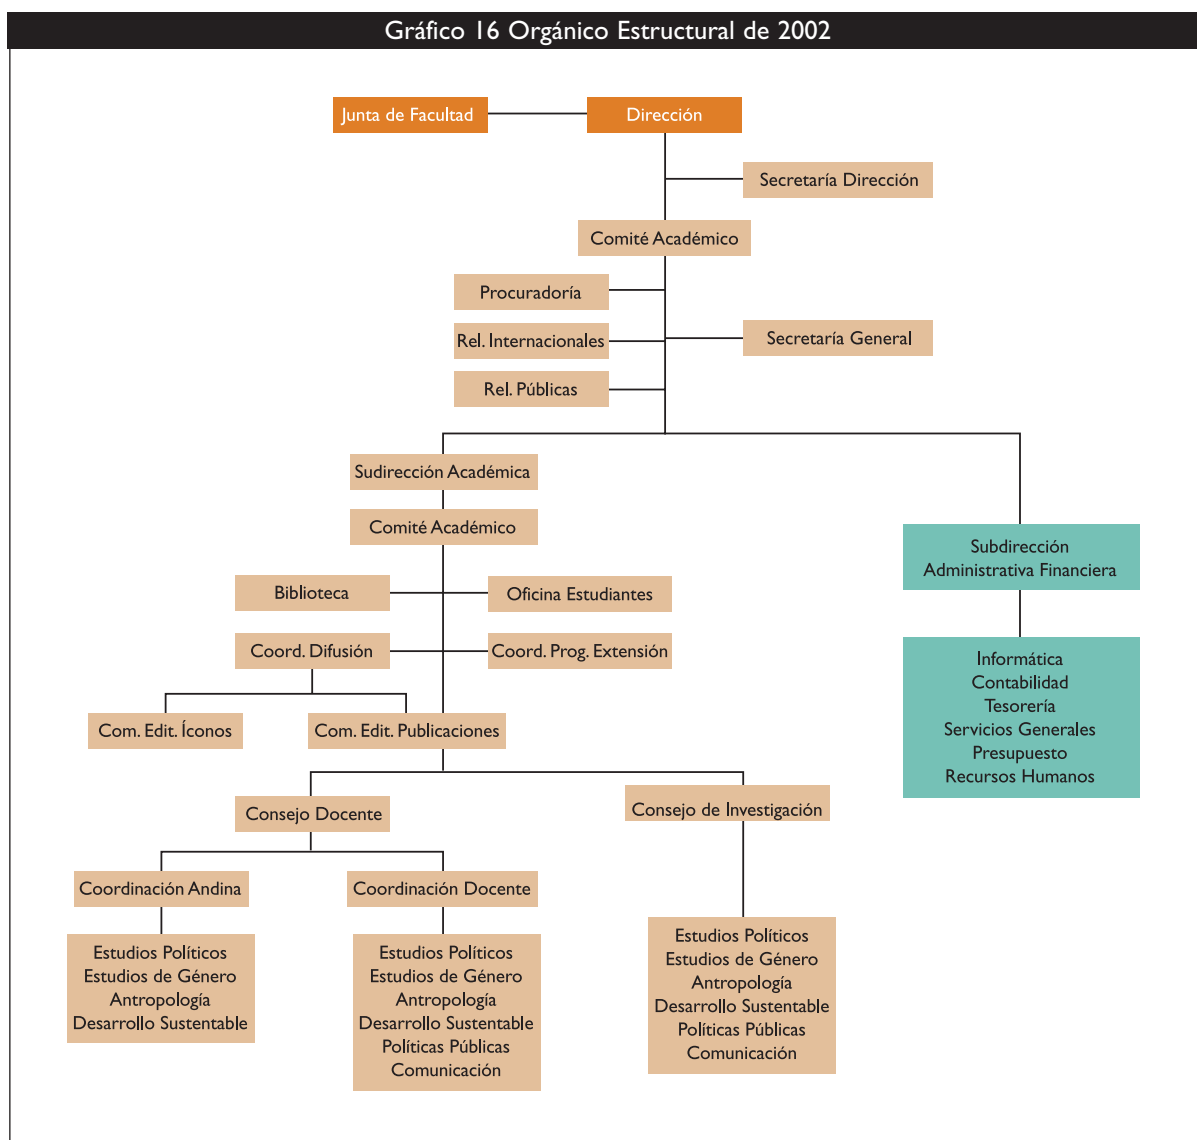 Gráfico 16 Orgánico Estructural de 2002
Junta de Facultad
Dirección
Secretaría Dirección
Comité Académico
Procuradoría
Rel. Internacionales
Secretaría General
Rel. Públicas
Sudirección Académica
Comité Académico
Subdirección
Administrativa Financiera
Biblioteca
Oficina Estudiantes
Coord. Difusión
Coord. Prog. Extensión
Informática
Contabilidad
Tesorería
Servicios Generales
Presupuesto
Recursos Humanos
Com. Edit. Íconos
Com. Edit. Publicaciones
Consejo Docente
Consejo de Investigación
Coordinación Andina
Coordinación Docente
Estudios Políticos
Estudios de Género
Antropología
Desarrollo Sustentable
Estudios Políticos
Estudios de Género
Antropología
Desarrollo Sustentable
Políticas Públicas
Comunicación
Estudios Políticos
Estudios de Género
Antropología
Desarrollo Sustentable
Políticas Públicas
Comunicación